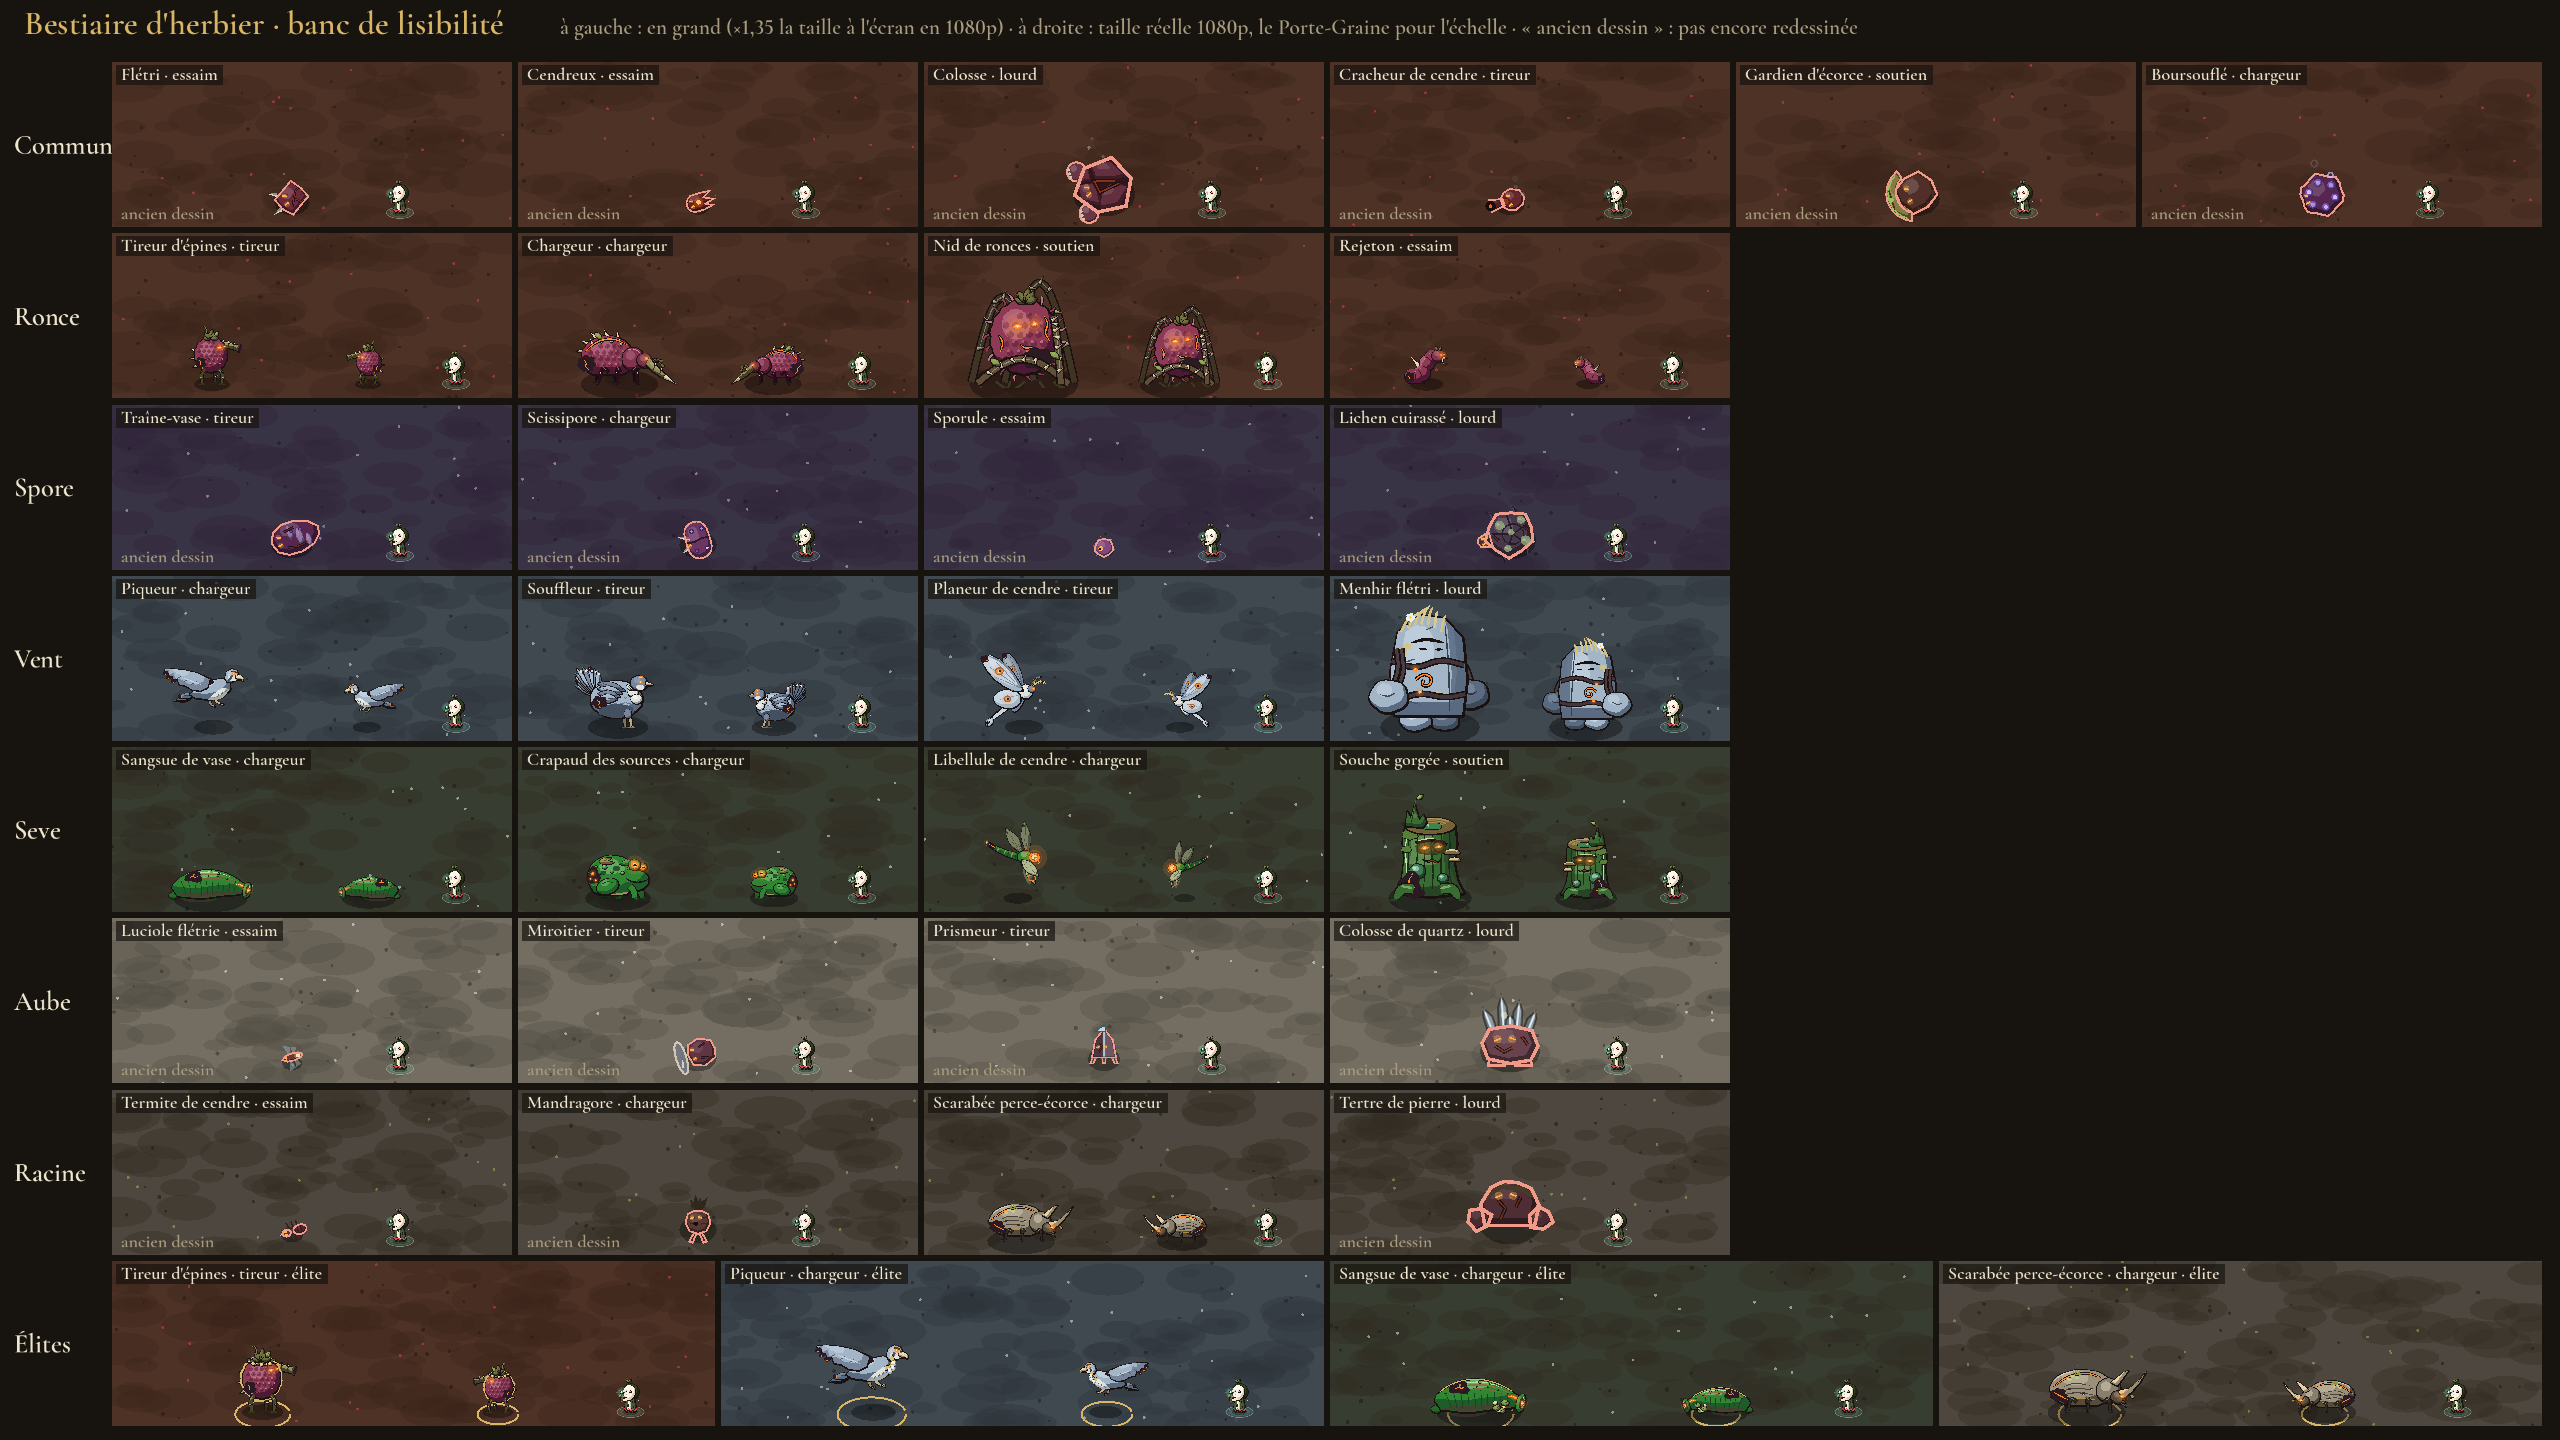 Bestiaire d'herbier · banc de lisibilité
à gauche : en grand (×1,35 la taille à l'écran en 1080p) · à droite : taille réelle 1080p, le Porte-Graine pour l'échelle · « ancien dessin » : pas encore redessinée
Commun
Flétri · essaim
ancien dessin
Cendreux · essaim
ancien dessin
Colosse · lourd
ancien dessin
Cracheur de cendre · tireur
ancien dessin
Gardien d'écorce · soutien
ancien dessin
Boursouflé · chargeur
ancien dessin
Ronce
Tireur d'épines · tireur
Chargeur · chargeur
Nid de ronces · soutien
Rejeton · essaim
Spore
Traîne-vase · tireur
ancien dessin
Scissipore · chargeur
ancien dessin
Sporule · essaim
ancien dessin
Lichen cuirassé · lourd
ancien dessin
Vent
Piqueur · chargeur
Souffleur · tireur
Planeur de cendre · tireur
Menhir flétri · lourd
Seve
Sangsue de vase · chargeur
Crapaud des sources · chargeur
Libellule de cendre · chargeur
Souche gorgée · soutien
Aube
Luciole flétrie · essaim
ancien dessin
Miroitier · tireur
ancien dessin
Prismeur · tireur
ancien dessin
Colosse de quartz · lourd
ancien dessin
Racine
Termite de cendre · essaim
ancien dessin
Mandragore · chargeur
ancien dessin
Scarabée perce-écorce · chargeur
Tertre de pierre · lourd
ancien dessin
Élites
Tireur d'épines · tireur · élite
Piqueur · chargeur · élite
Sangsue de vase · chargeur · élite
Scarabée perce-écorce · chargeur · élite